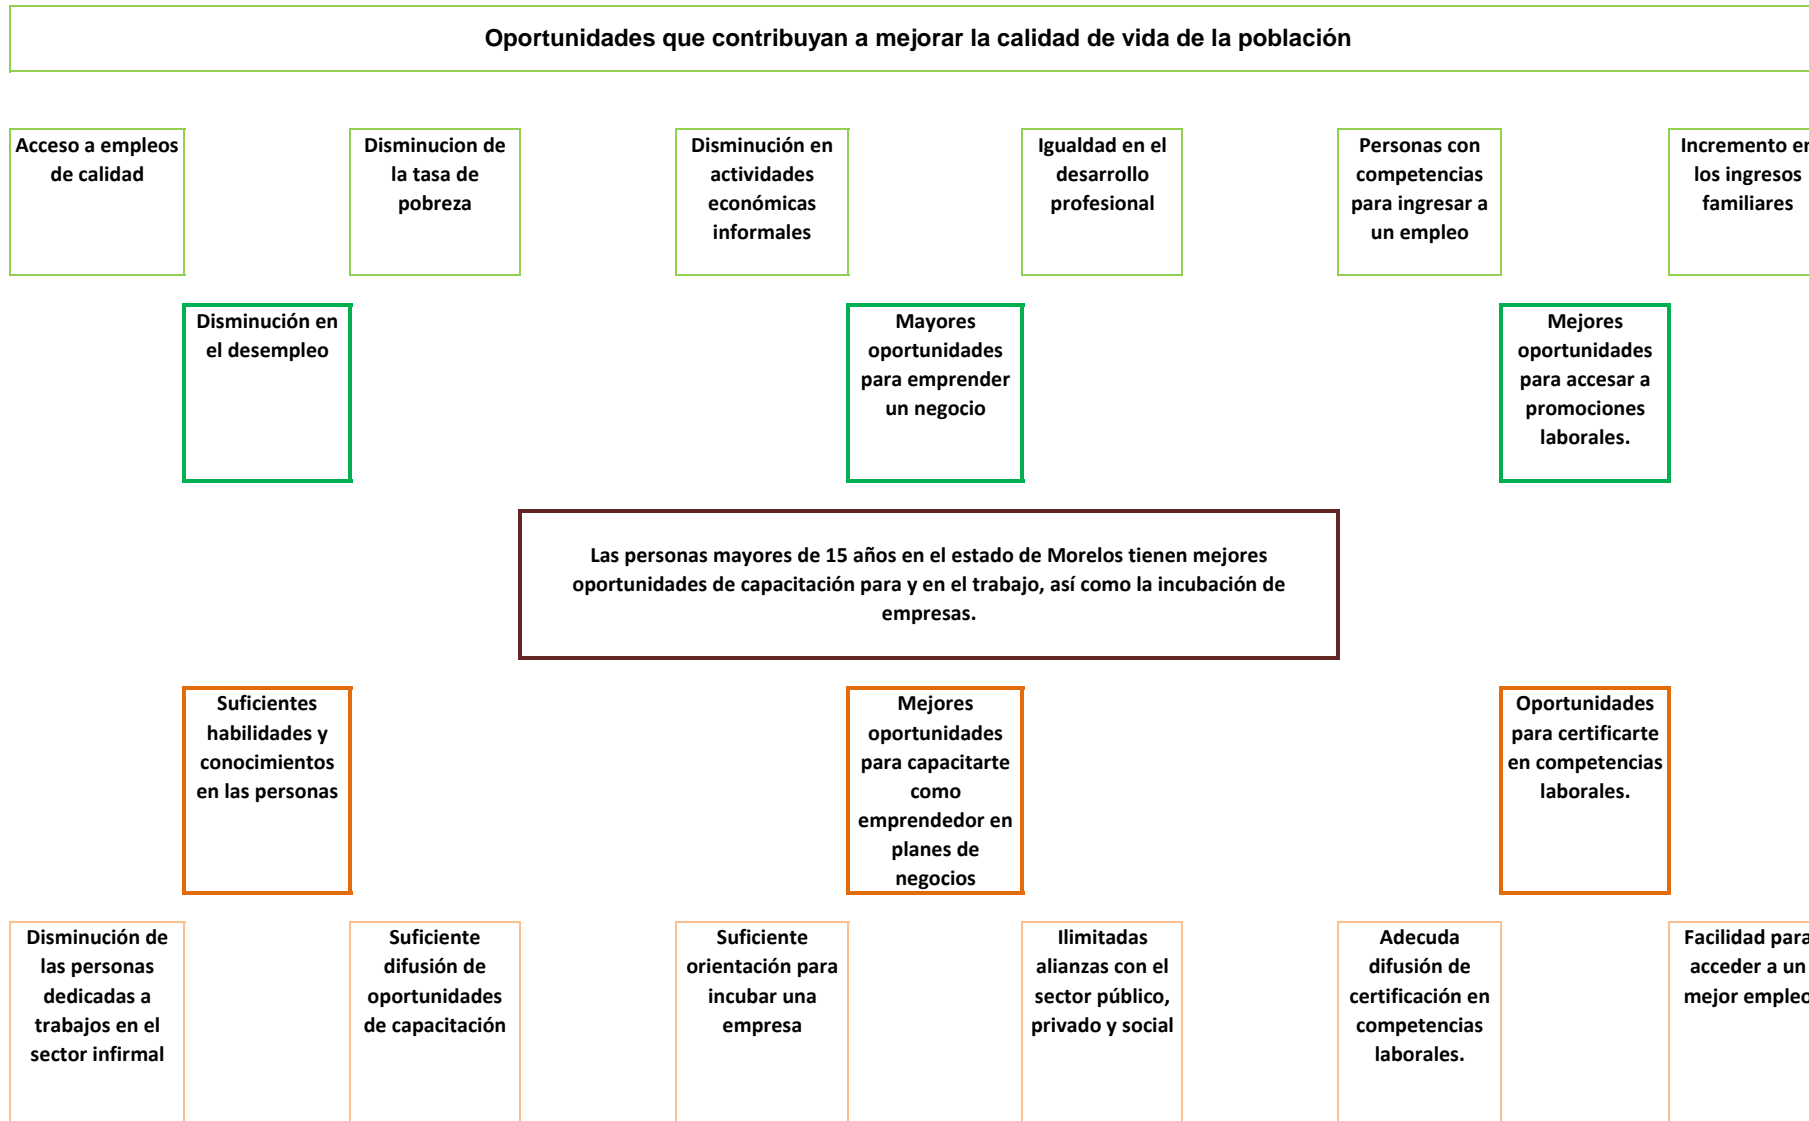 Oportunidades que contribuyan a mejorar la calidad de vida de la población
Acceso a empleos
de calidad
Disminucion de
la tasa de
pobreza
Disminución en
actividades
económicas
informales
Igualdad en el
desarrollo
profesional
Personas con
competencias
para ingresar a
un empleo
Incremento en
los ingresos
familiares
Disminución en
el desempleo
Mayores
oportunidades
para emprender
un negocio
Mejores
oportunidades
para accesar a
promociones
laborales.
Las personas mayores de 15 años en el estado de Morelos tienen mejores
oportunidades de capacitación para y en el trabajo, así como la incubación de
empresas.
Suficientes
habilidades y
conocimientos
en las personas
Mejores
oportunidades
para capacitarte
como
emprendedor en
planes de
negocios
Oportunidades
para certificarte
en competencias
laborales.
Disminución de
las personas
dedicadas a
trabajos en el
sector infirmal
Suficiente
difusión de
oportunidades
de capacitación
Suficiente
orientación para
incubar una
empresa
Ilimitadas
alianzas con el
sector público,
privado y social
Adecuda
difusión de
certificación en
competencias
laborales.
Facilidad para
acceder a un
mejor empleo